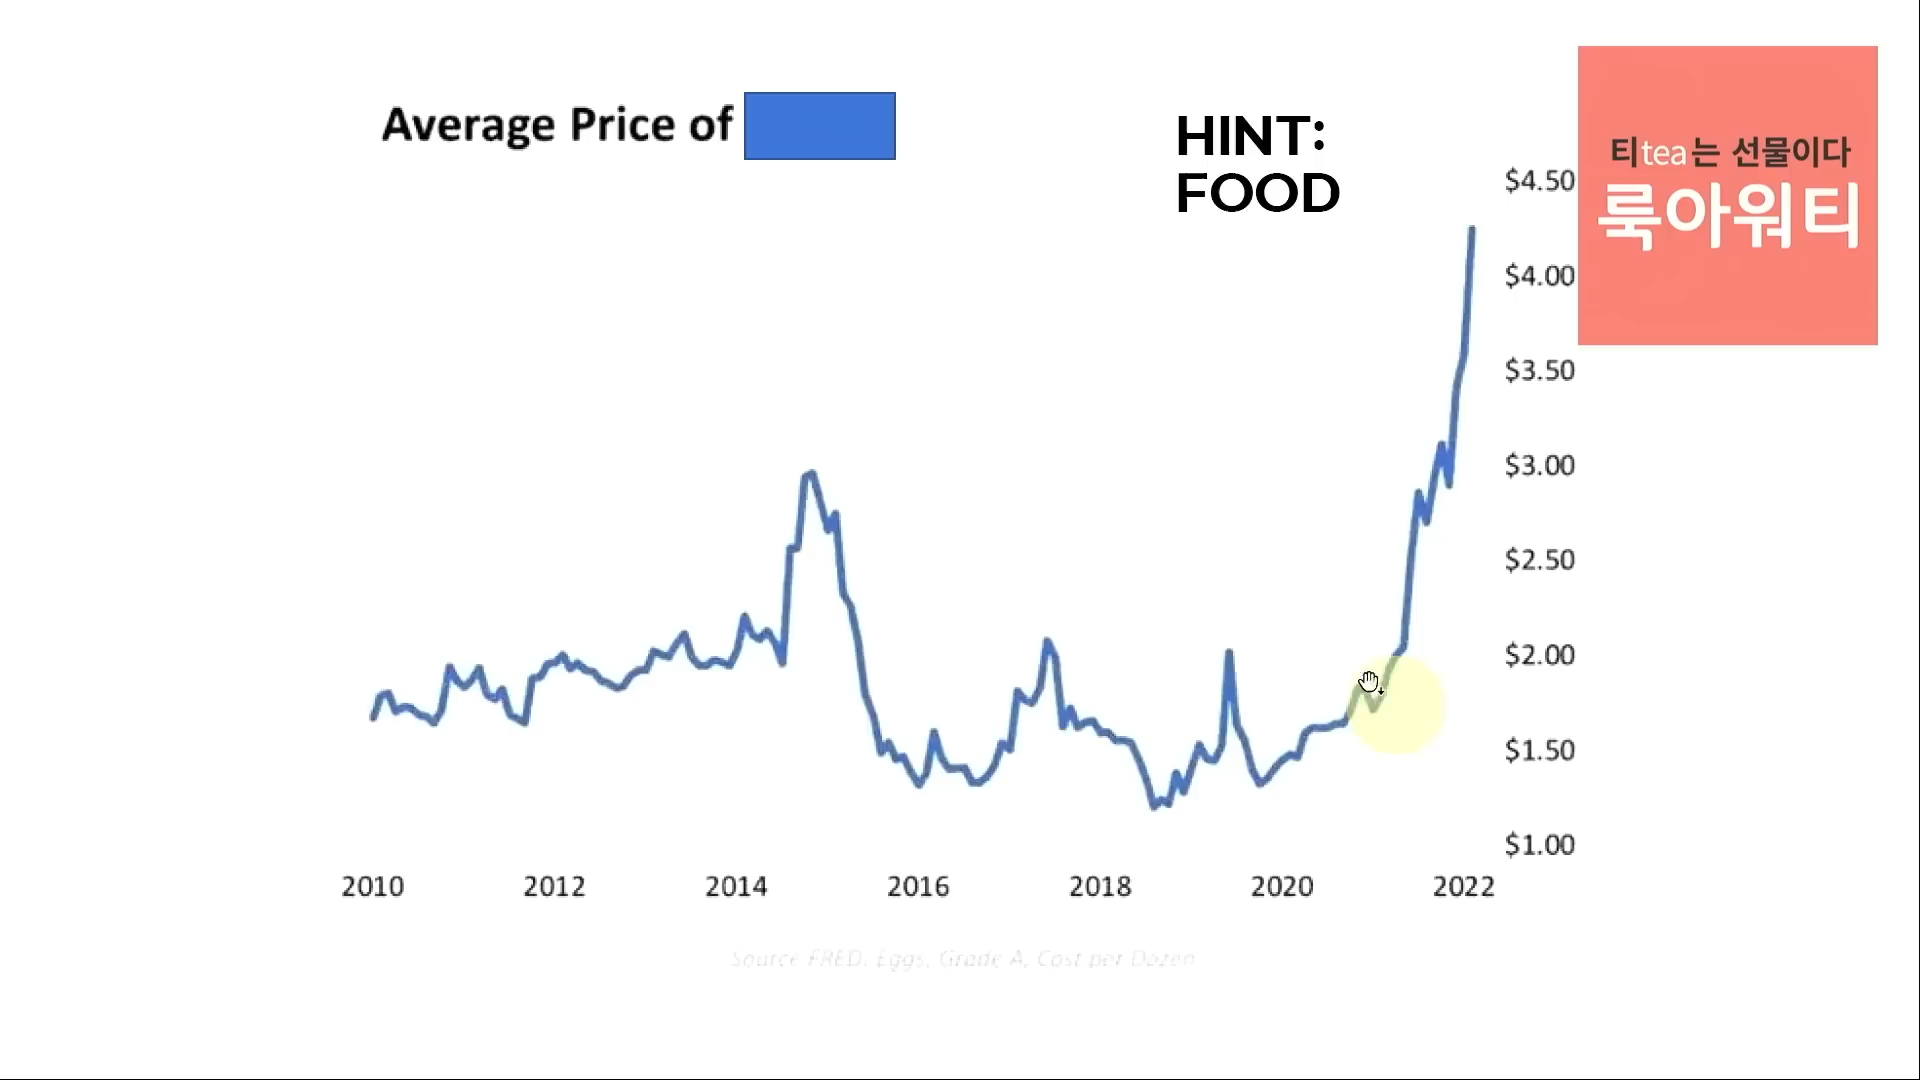 Average Price of
HINT:
FOOD
티tea는 선물이다
룩아워티
$4.50
$4.00
$3.50
$3.00
$2.50
$2.00
$1.50
$1.00
2010 2012 2014 2016 2018 2020 2022
Source FRED. Eggs, Grade A, Cost per Dozen